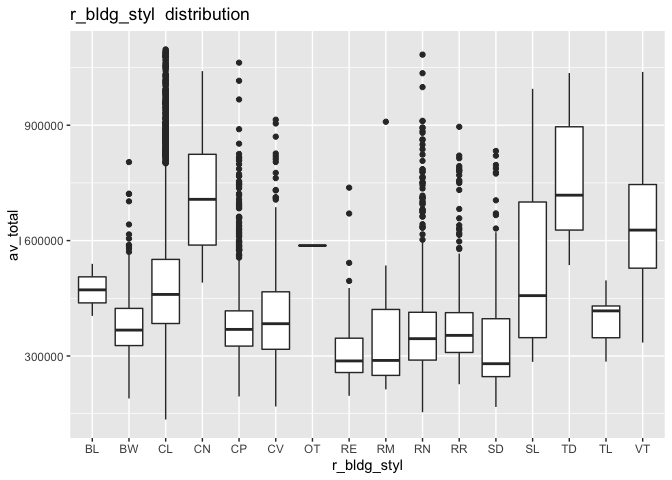 r_bldg_styl  distribution
av_total
900000
600000
300000
BL BW CL CN CP CV OT RE RM RN RR SD SL TD TL VT
r_bldg_styl